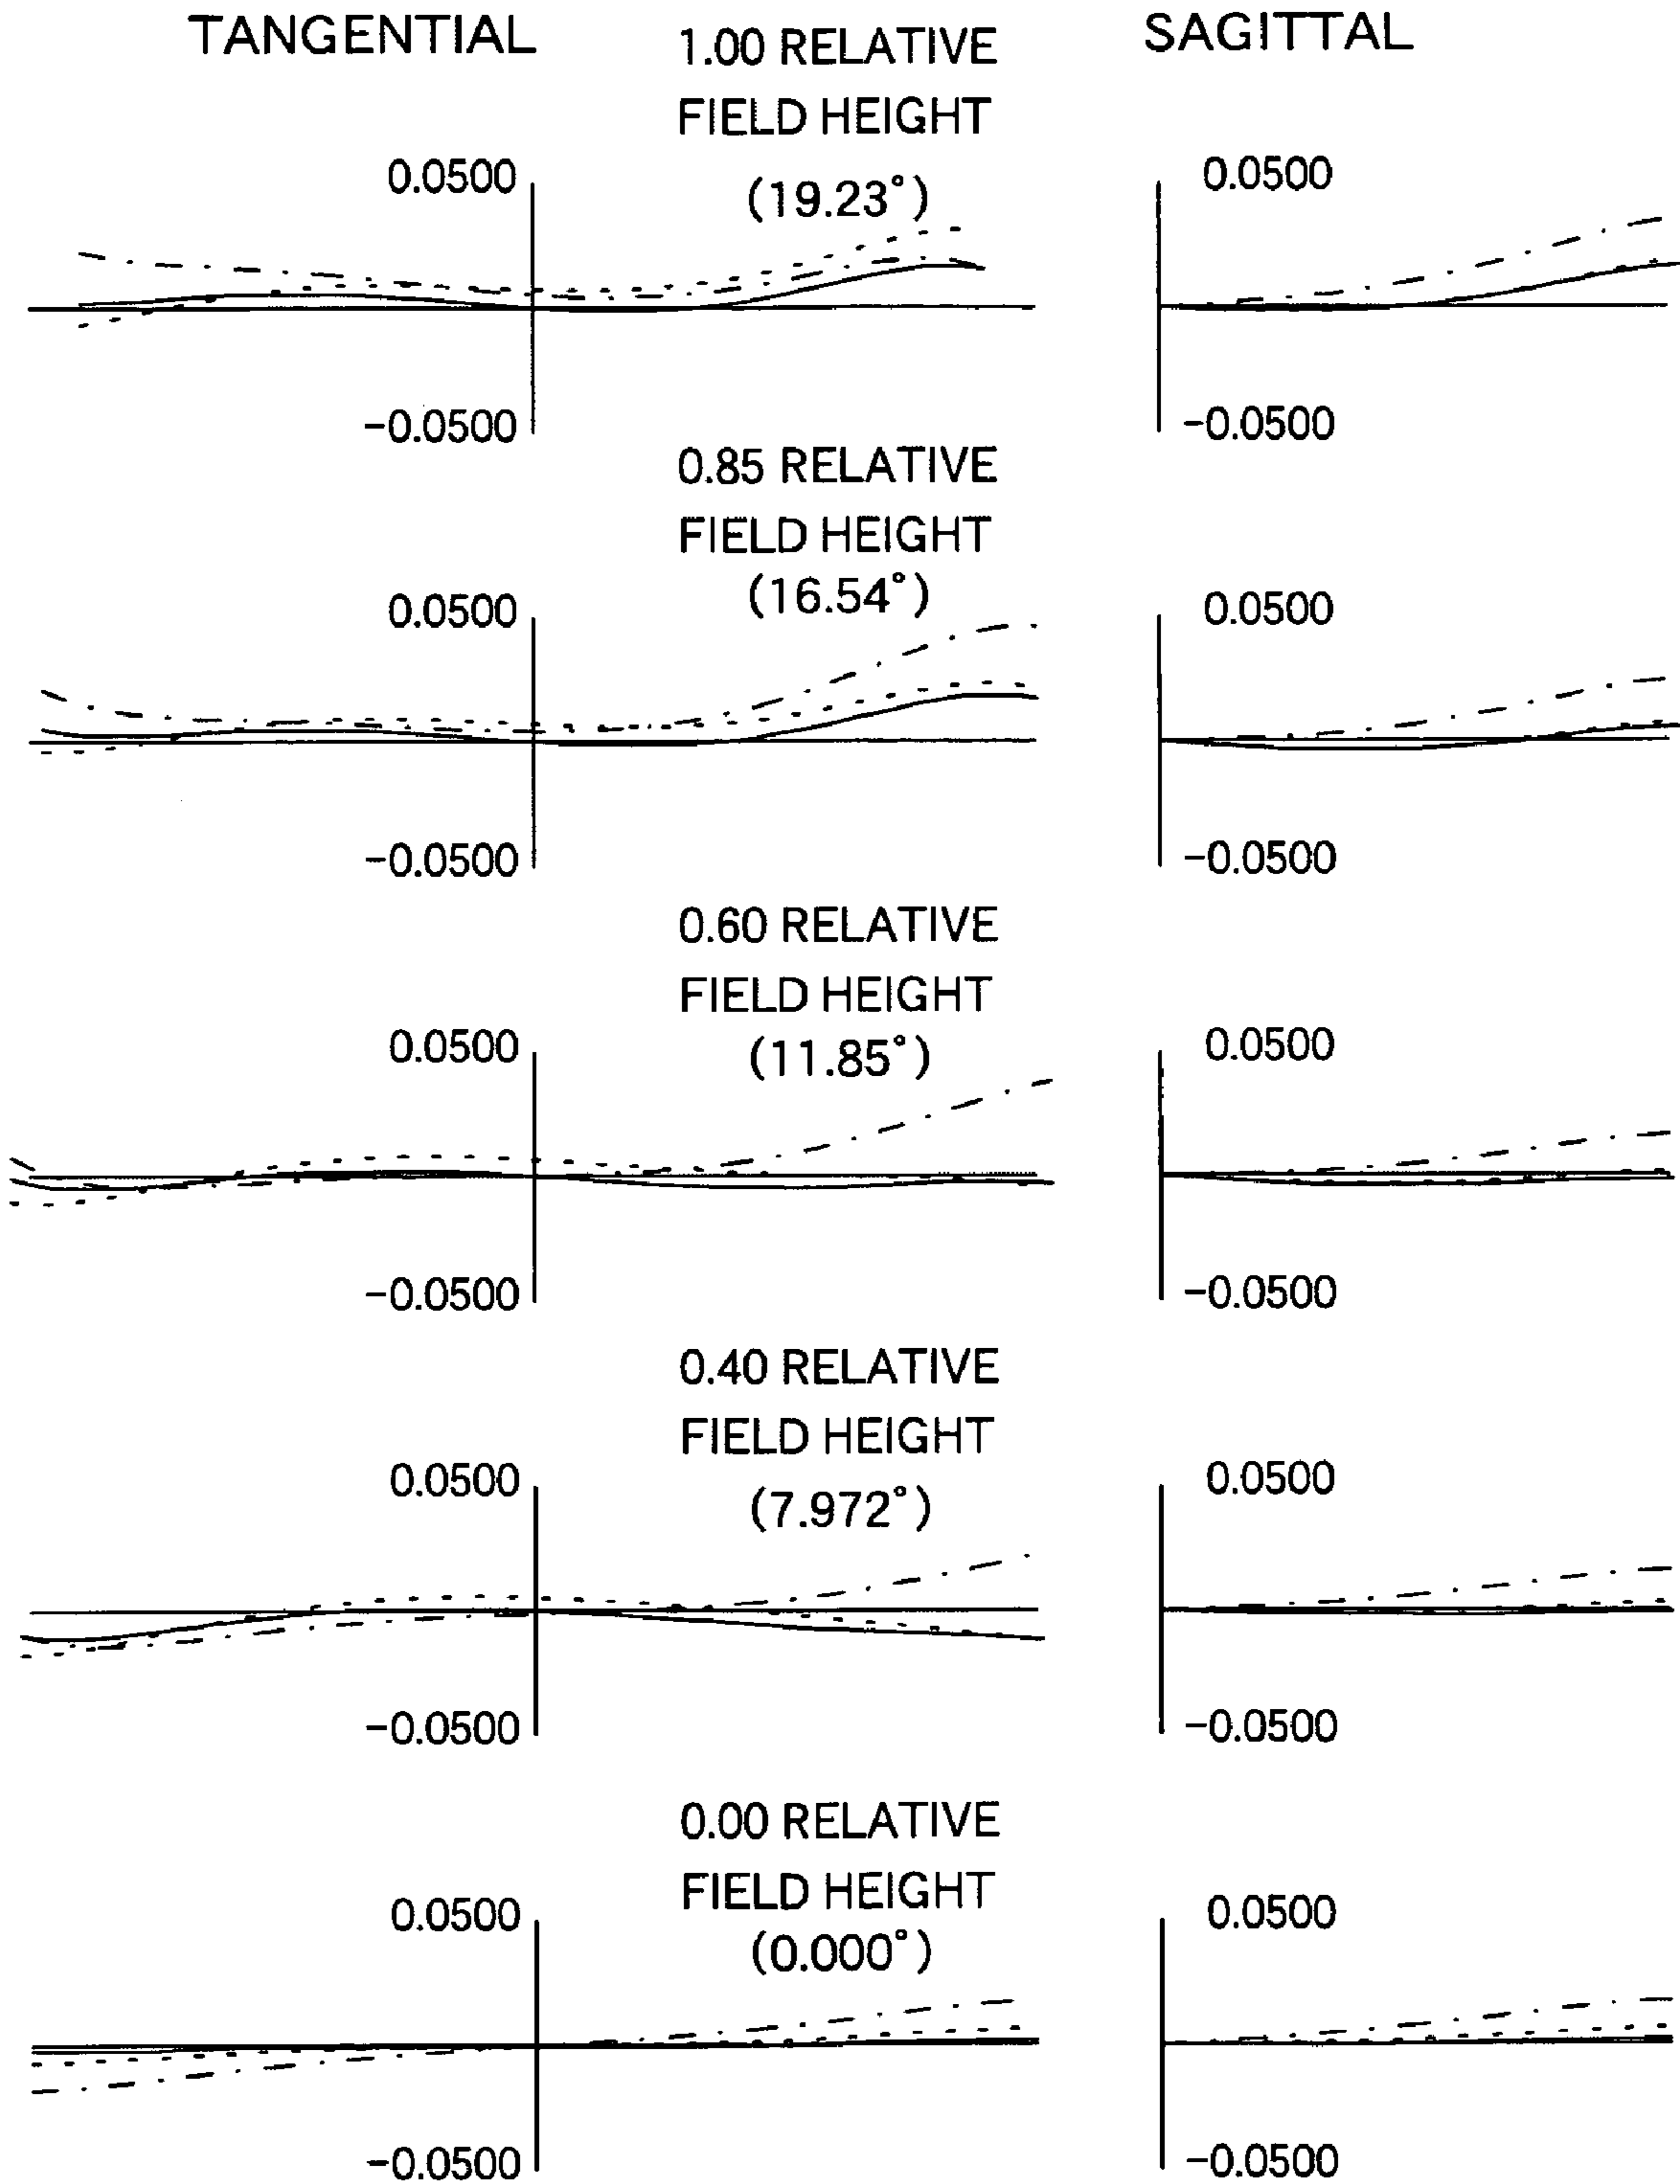 TANGENTIAL
1.00 RELATIVE
FIELD HEIGHT
(19.23°)
SAGITTAL
0.0500
-0.0500
0.0500
-0.0500
0.85 RELATIVE
FIELD HEIGHT
(16.54°)
0.0500
-0.0500
0.0500
-0.0500
0.60 RELATIVE
FIELD HEIGHT
(11.85°)
0.0500
-0.0500
0.0500
-0.0500
0.40 RELATIVE
FIELD HEIGHT
(7.972°)
0.0500
-0.0500
0.0500
-0.0500
0.00 RELATIVE
FIELD HEIGHT
(0.000°)
0.0500
-0.0500
0.0500
-0.0500